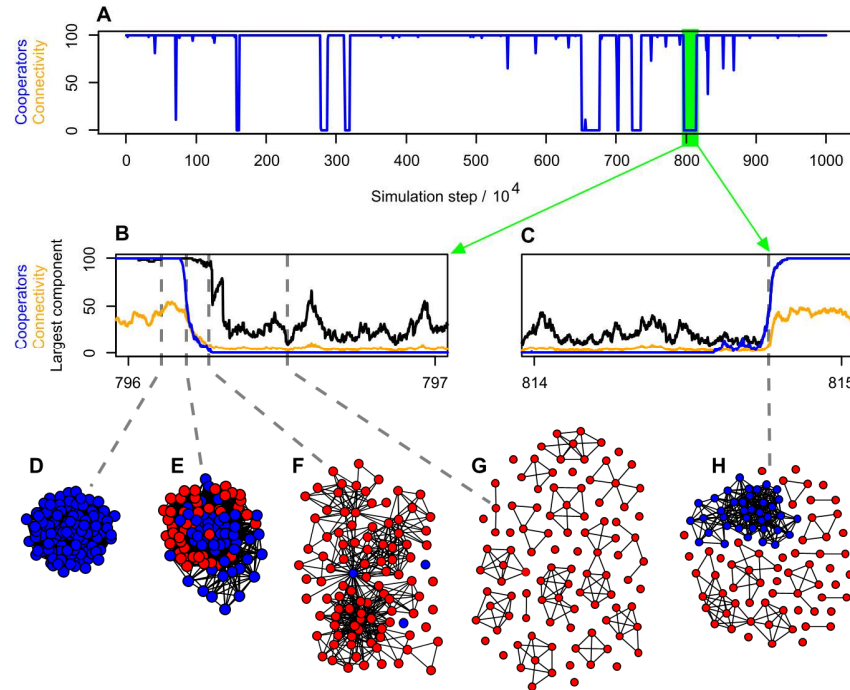 A
Cooperators
Connectivity
0 50 100
0 100 200 300 400 500 600 700 800 900 1000
Simulation step / 10^4
B
C
Cooperators
Connectivity
Largest component
0 50 100
796 797
814 815
D
E
F
G
H